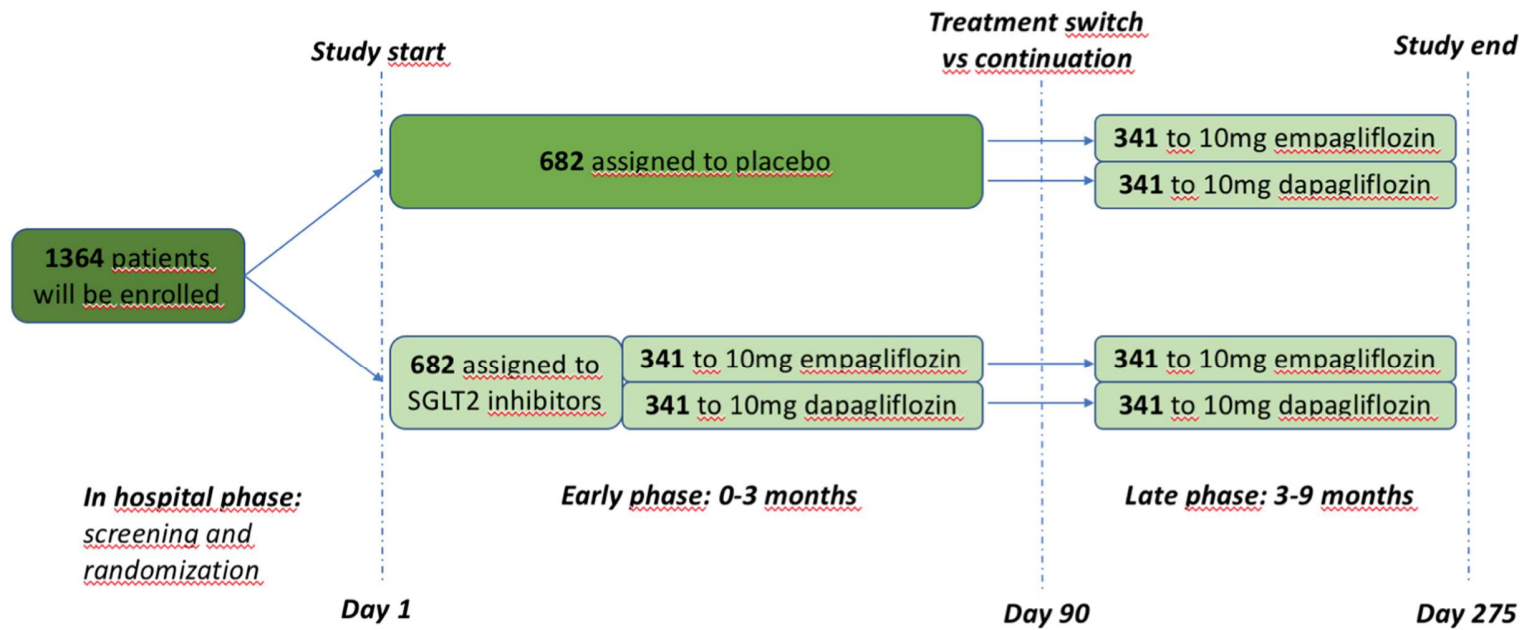 Study start
Treatment switch
vs continuation
Study end
1364 patients
will be enrolled
682 assigned to placebo
341 to 10mg empagliflozin
341 to 10mg dapagliflozin
682 assigned to
SGLT2 inhibitors
341 to 10mg empagliflozin
341 to 10mg dapagliflozin
341 to 10mg empagliflozin
341 to 10mg dapagliflozin
In hospital phase:
screening and
randomization
Early phase: 0-3 months
Late phase: 3-9 months
Day 1
Day 90
Day 275